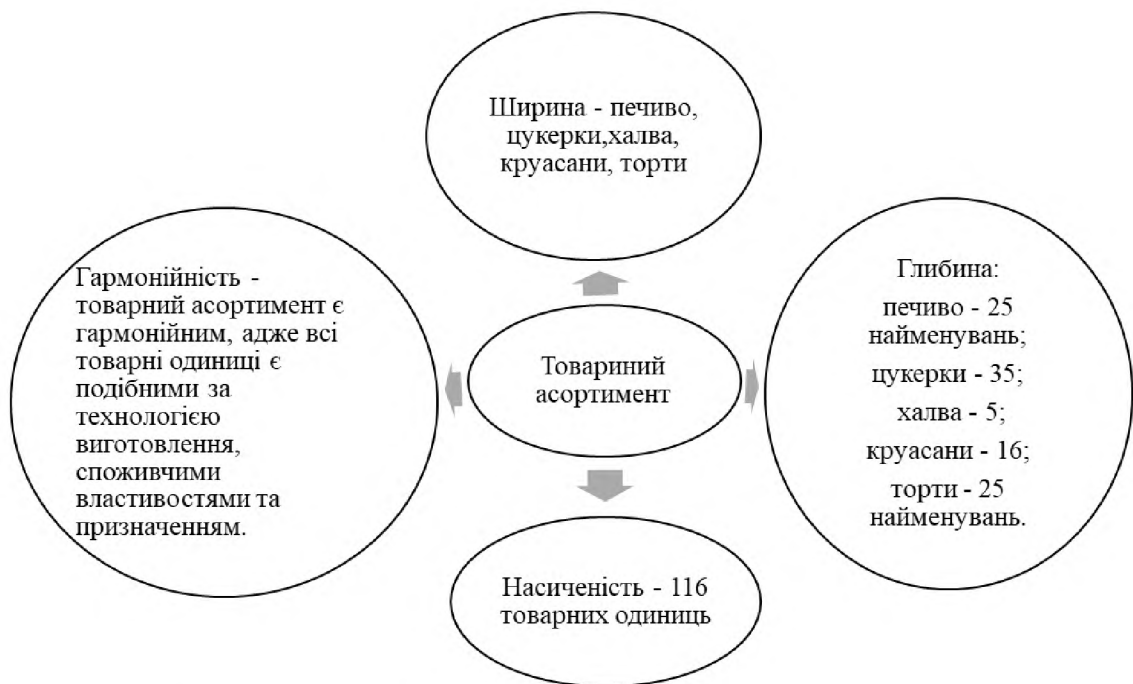 Ширина - печиво,
цукерки,халва,
круасани, торти
Гармонійність -
товарний асортимент є
гармонійним, адже всі
товарні одиниці є
подібними за
технологією
виготовлення,
споживчими
властивостями та
призначенням.
Товариний
асортимент
Глибина:
печиво - 25
найменувань;
цукерки - 35;
халва - 5;
круасани - 16;
торти - 25
найменувань.
Насиченість - 116
товарних одиниць